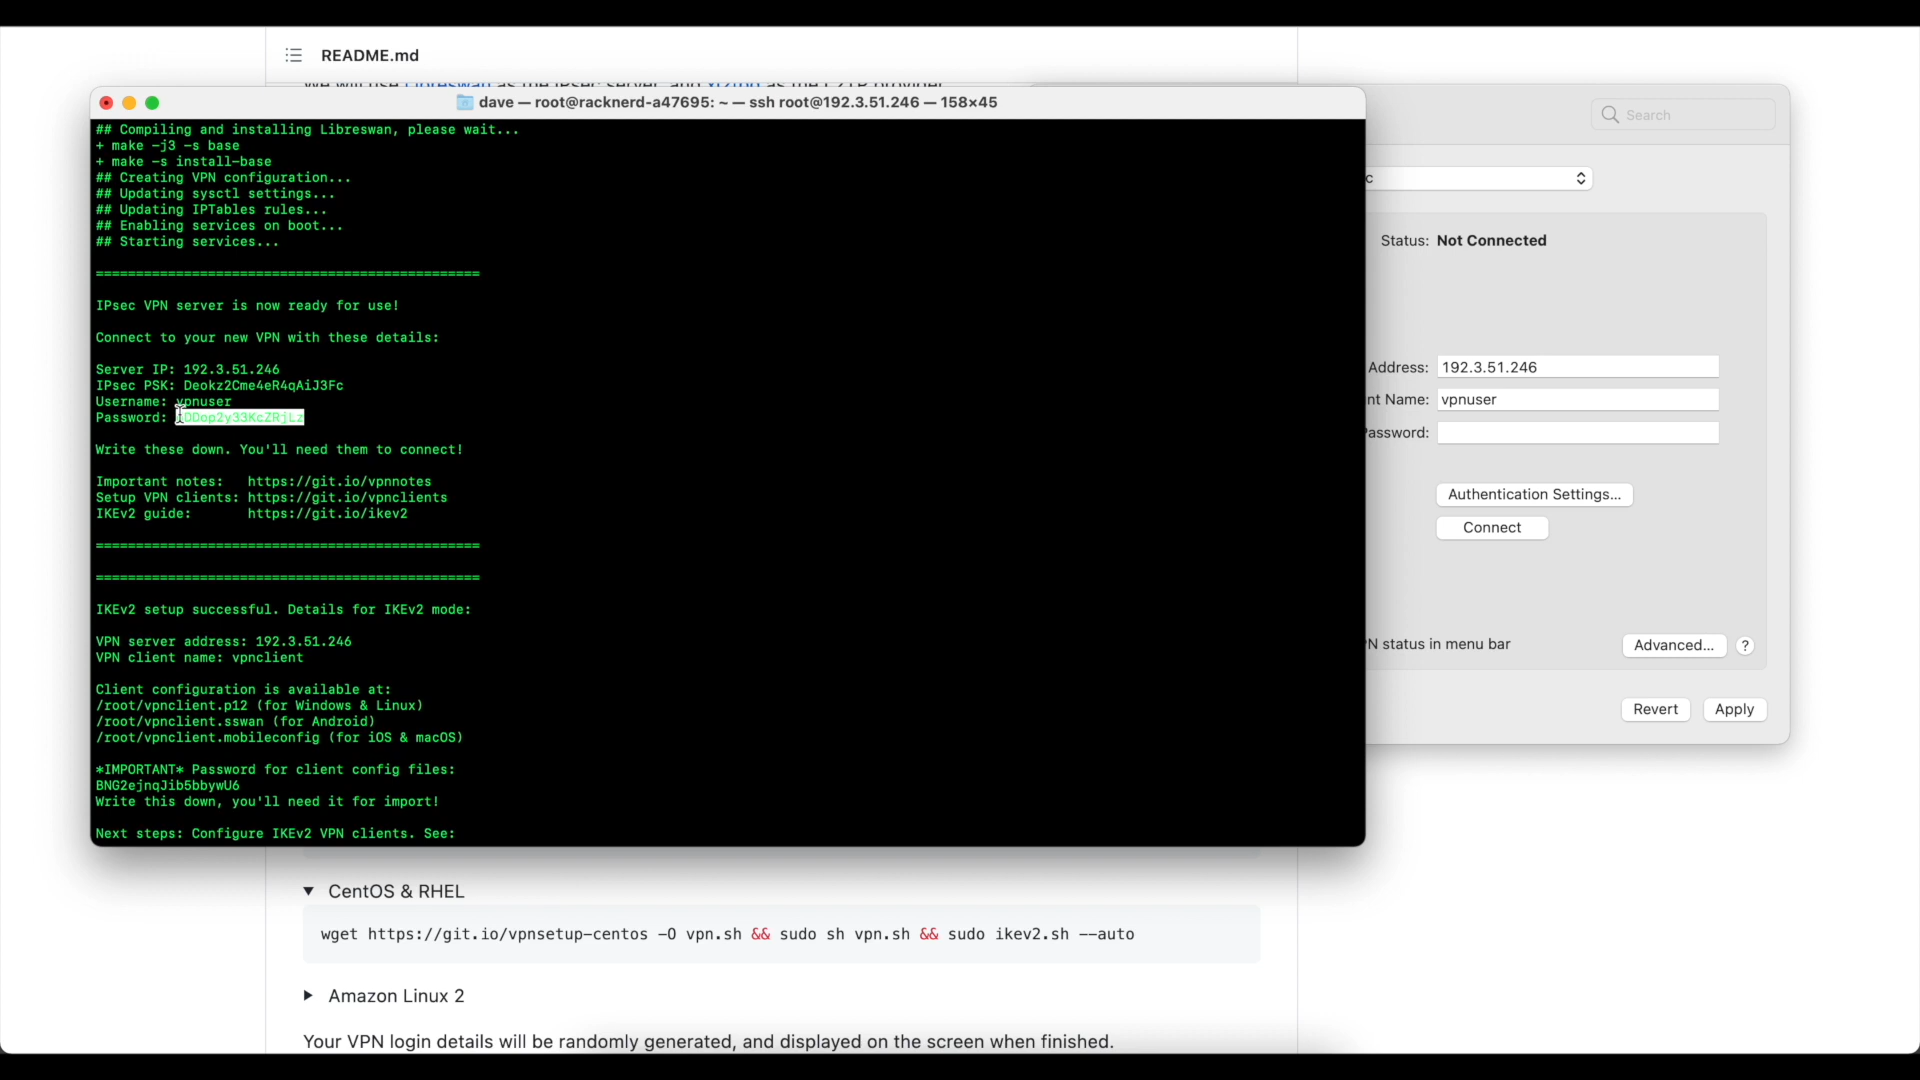 README.md
Search
dave — root@racknerd-a47695: ~ — ssh root@192.3.51.246 — 158×45
## Compiling and installing Libreswan, please wait...
+ make -j3 -s base
+ make -s install-base
## Creating VPN configuration...
## Updating sysctl settings...
## Updating IPTables rules...
## Enabling services on boot...
## Starting services...
================================================
IPsec VPN server is now ready for use!
Connect to your new VPN with these details:
Server IP: 192.3.51.246
IPsec PSK: Deokz2Cme4eR4qAiJ3Fc
Username: vpnuser
Password:
Write these down. You'll need them to connect!
Important notes: https://git.io/vpnnotes
Setup VPN clients: https://git.io/vpnclients
IKEv2 guide: https://git.io/ikev2
================================================
================================================
IKEv2 setup successful. Details for IKEv2 mode:
VPN server address: 192.3.51.246
VPN client name: vpnclient
Client configuration is available at:
/root/vpnclient.p12 (for Windows & Linux)
/root/vpnclient.sswan (for Android)
/root/vpnclient.mobileconfig (for iOS & macOS)
*IMPORTANT* Password for client config files:
BNG2ejnqJib5bbywU6
Write this down, you'll need it for import!
Next steps: Configure IKEv2 VPN clients. See:
c
Status: Not Connected
Address: 192.3.51.246
nt Name: vpnuser
assword:
Authentication Settings...
Connect
N status in menu bar
Advanced...
?
Revert
Apply
CentOS & RHEL
wget https://git.io/vpnsetup-centos -O vpn.sh && sudo sh vpn.sh && sudo ikev2.sh --auto
Amazon Linux 2
Your VPN login details will be randomly generated, and displayed on the screen when finished.